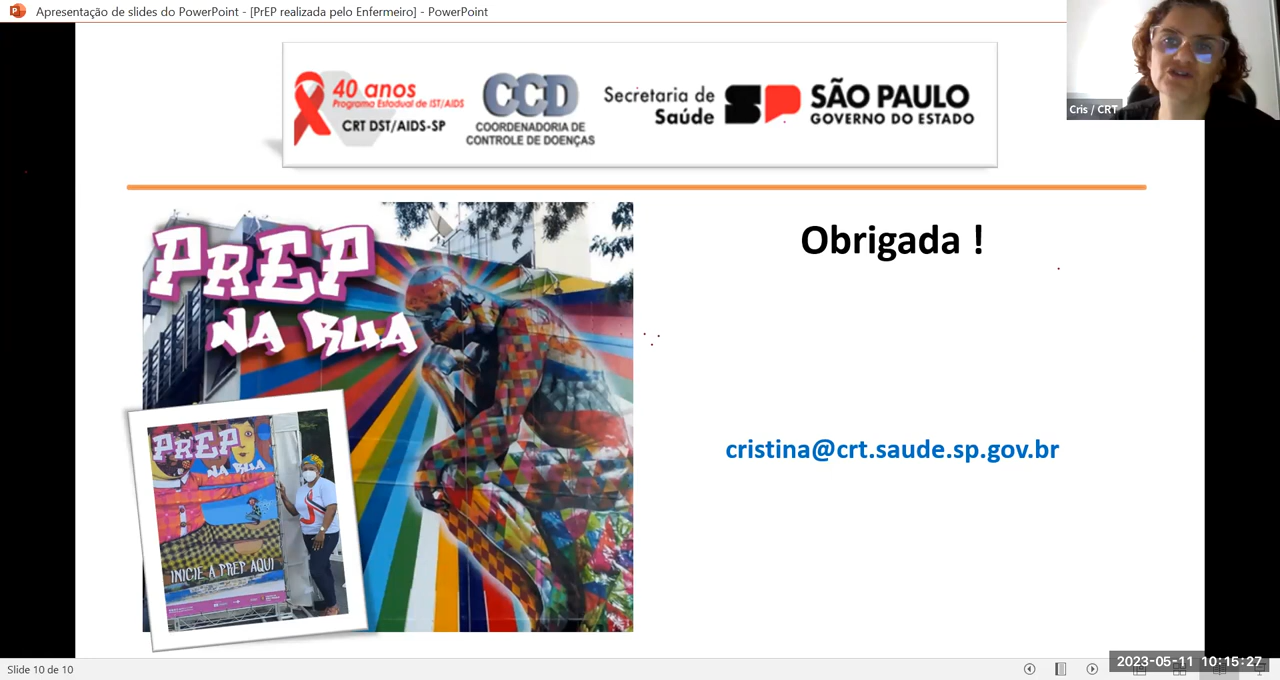 Apresentação de slides do PowerPoint - [PrEP realizada pelo Enfermeiro] - PowerPoint
40 anos
Programa Estadual de IST/AIDS
CRT DST/AIDS-SP
CCD
COORDENADORIA DE
CONTROLE DE DOENÇAS
Secretaria de
Saúde
SP
SÃO PAULO
GOVERNO DO ESTADO
Cris / CRT
PREP
NA RUA
Obrigada !
cristina@crt.saude.sp.gov.br
PREP
NA RUA
INICIE A PREP AQUI
Slide 10 de 10
2023-05-11 10:15:27